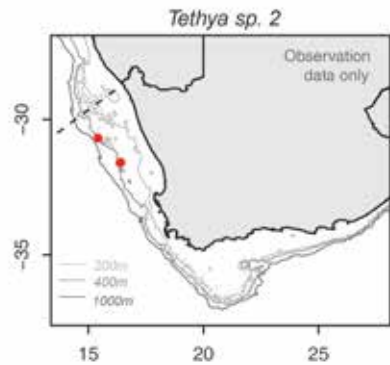 Tethya sp. 2
Observation
data only
−30
−35
200m
400m
1000m
15
20
25